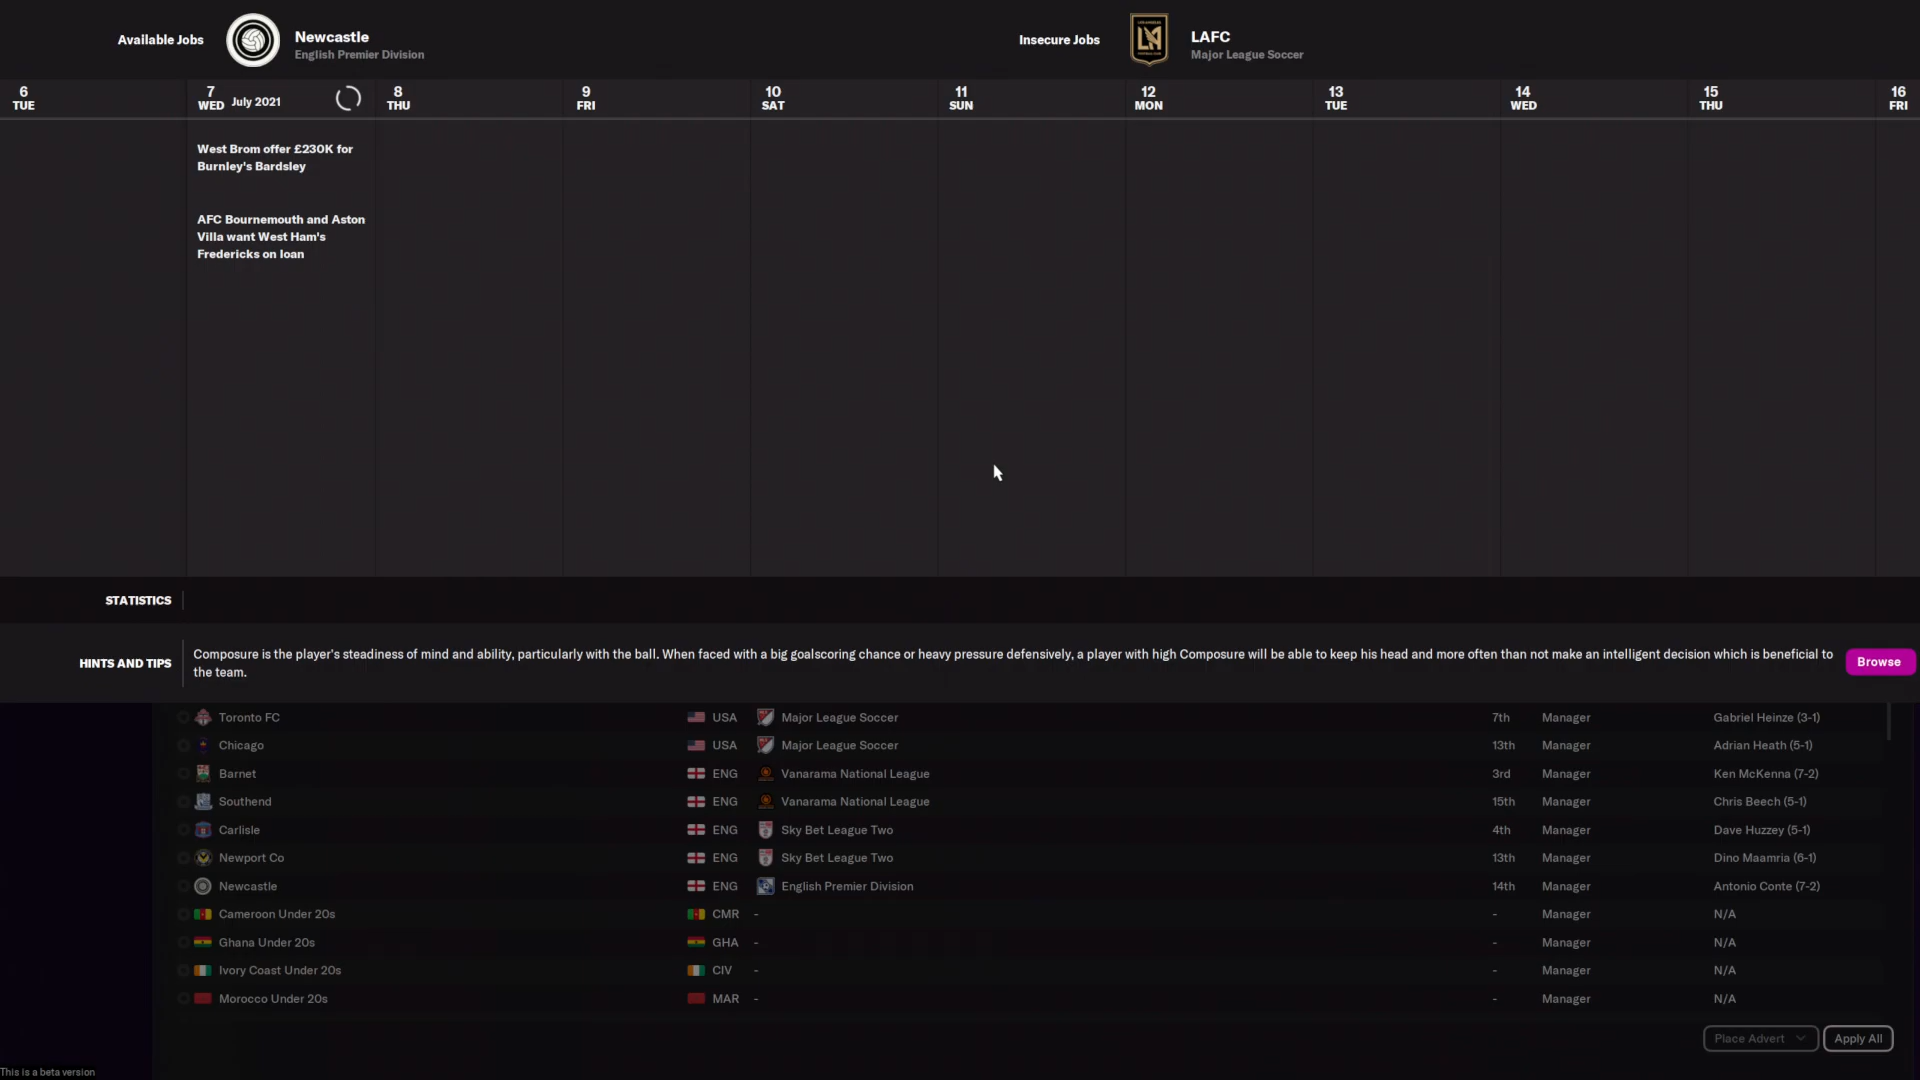 Available Jobs
Newcastle
English Premier Division
Insecure Jobs
LAFC
Major League Soccer
6
TUE
7
WED July 2021
8
THU
9
FRI
10
SAT
11
SUN
12
MON
13
TUE
14
WED
15
THU
16
FRI
West Brom offer £230K for
Burnley's Bardsley
AFC Bournemouth and Aston
Villa want West Ham's
Fredericks on loan
STATISTICS
HINTS AND TIPS
Composure is the player's steadiness of mind and ability, particularly with the ball. When faced with a big goalscoring chance or heavy pressure defensively, a player with high Composure will be able to keep his head and more often than not make an intelligent decision which is beneficial to
the team.
Browse
Toronto FC USA Major League Soccer 7th Manager Gabriel Heinze (3-1)
Chicago USA Major League Soccer 13th Manager Adrian Heath (5-1)
Barnet ENG Vanarama National League 3rd Manager Ken McKenna (7-2)
Southend ENG Vanarama National League 15th Manager Chris Beech (5-1)
Carlisle ENG Sky Bet League Two 4th Manager Dave Huzzey (5-1)
Newport Co ENG Sky Bet League Two 13th Manager Dino Maamria (6-1)
Newcastle ENG English Premier Division 14th Manager Antonio Conte (7-2)
Cameroon Under 20s CMR - - Manager N/A
Ghana Under 20s GHA - - Manager N/A
Ivory Coast Under 20s CIV - - Manager N/A
Morocco Under 20s MAR - - Manager N/A
Place Advert
Apply All
This is a beta version